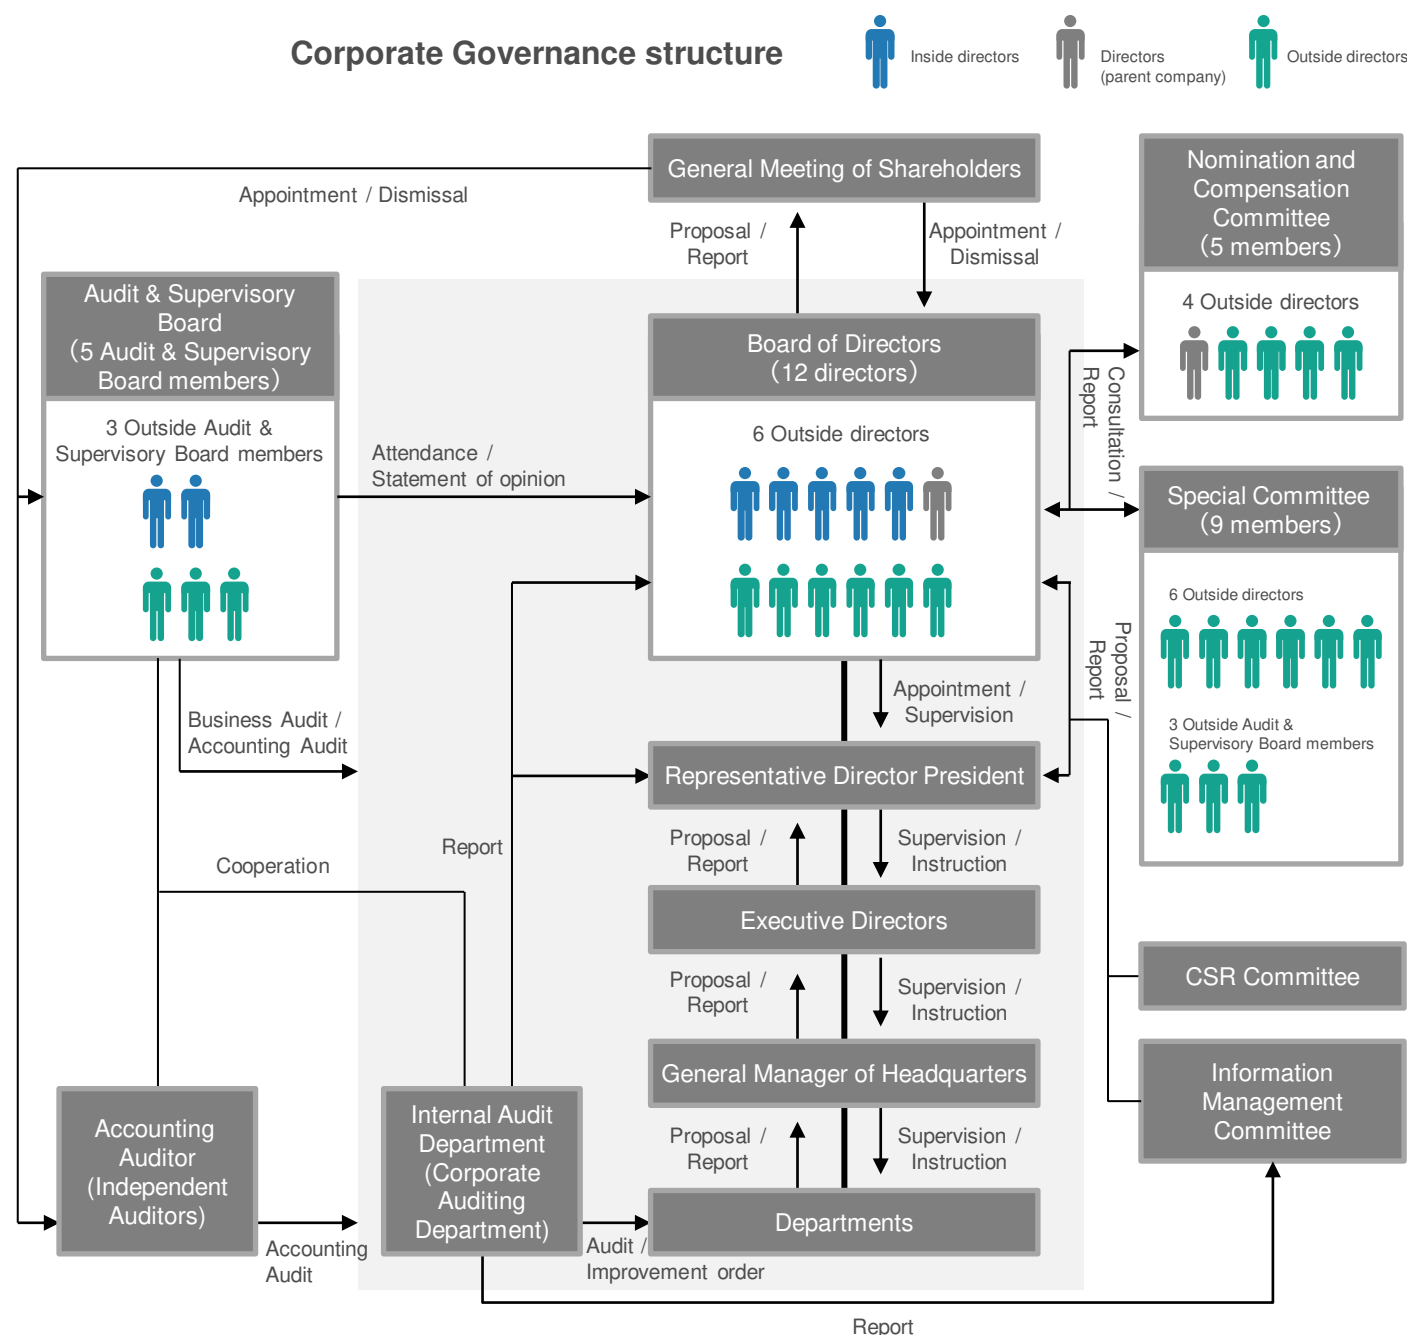 Corporate Governance structure
Inside directors
Directors
(parent company)
Outside directors
General Meeting of Shareholders
Appointment / Dismissal
Proposal /
Report
Appointment /
Dismissal
Nomination and
Compensation
Committee
(5 members)
4 Outside directors
Audit & Supervisory
Board
(5 Audit & Supervisory
Board members)
3 Outside Audit &
Supervisory Board members
Attendance /
Statement of opinion
Board of Directors
(12 directors)
6 Outside directors
Consultation /
Report
Special Committee
(9 members)
6 Outside directors
3 Outside Audit &
Supervisory Board members
Proposal /
Report
Business Audit /
Accounting Audit
Appointment /
Supervision
Representative Director President
Report
Cooperation
Proposal /
Report
Supervision /
Instruction
Executive Directors
Proposal /
Report
Supervision /
Instruction
CSR Committee
General Manager of Headquarters
Information
Management
Committee
Accounting
Auditor
(Independent
Auditors)
Internal Audit
Department
(Corporate
Auditing
Department)
Proposal /
Report
Supervision /
Instruction
Departments
Accounting
Audit
Audit /
Improvement order
Report